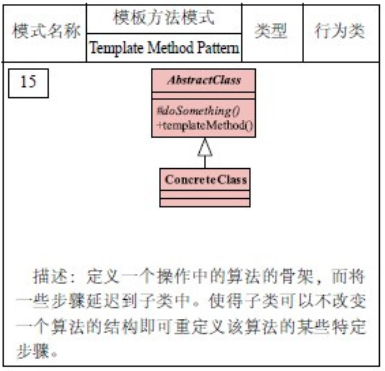 模式名称
模板方法模式
Template Method Pattern
类型
行为类
15
AbstractClass
#doSomething()
+templateMethod()
ConcreteClass
描述：定义一个操作中的算法的骨架，而将
一些步骤延迟到子类中。使得子类可以不改变
一个算法的结构即可重定义该算法的某些特定
步骤。